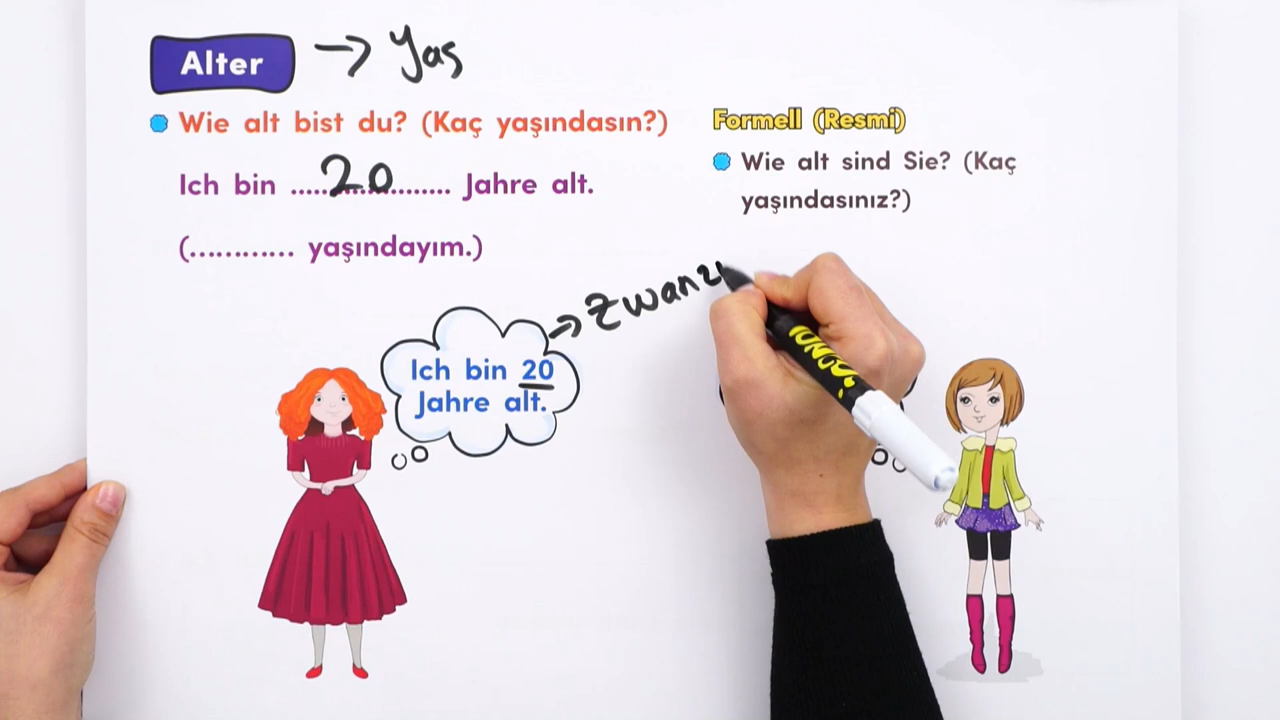 Alter → Yaş
Wie alt bist du? (Kaç yaşındasın?)
Ich bin .....20........... Jahre alt.
(............ yaşındayım.)
Formell (Resmi)
Wie alt sind Sie? (Kaç
yaşındasınız?)
→ Zwanz
Ich bin 20
Jahre alt.